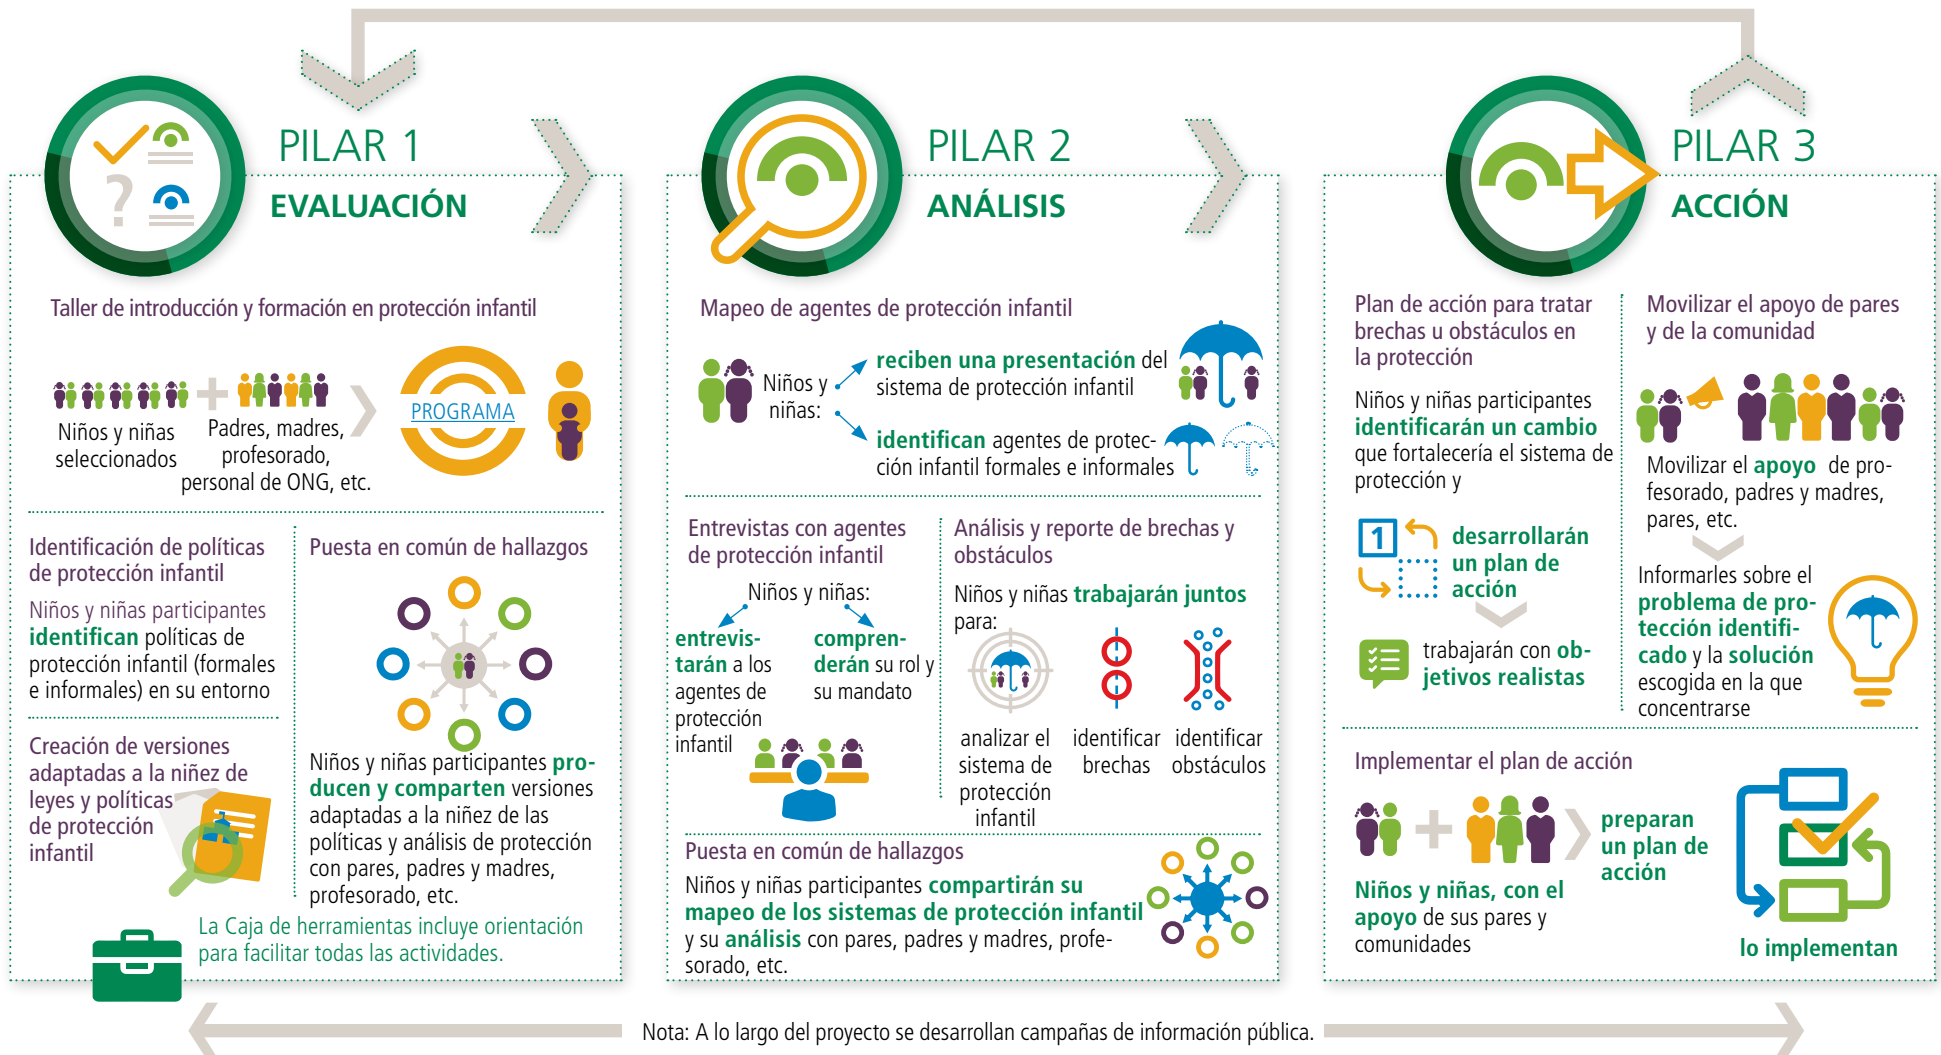 PILAR 1
EVALUACIÓN
Taller de introducción y formación en protección infantil
Niños y niñas
seleccionados
Padres, madres,
profesorado,
personal de ONG, etc.
PROGRAMA
Identificación de políticas
de protección infantil
Niños y niñas participantes
identifican políticas de
protección infantil (formales
e informales) en su entorno
Creación de versiones
adaptadas a la niñez de
leyes y políticas
de protección
infantil
Puesta en común de hallazgos
Niños y niñas participantes pro-
ducen y comparten versiones
adaptadas a la niñez de las
políticas y análisis de protección
con pares, padres y madres,
profesorado, etc.
La Caja de herramientas incluye orientación
para facilitar todas las actividades.
PILAR 2
ANÁLISIS
Mapeo de agentes de protección infantil
Niños y
niñas:
reciben una presentación del
sistema de protección infantil
identifican agentes de protec-
ción infantil formales e informales
Entrevistas con agentes
de protección infantil
Niños y niñas:
entrevis-
tarán a los
agentes de
protección
infantil
compren-
derán su rol y
su mandato
Análisis y reporte de brechas y
obstáculos
Niños y niñas trabajarán juntos
para:
analizar el
sistema de
protección
infantil
identificar
brechas
identificar
obstáculos
Puesta en común de hallazgos
Niños y niñas participantes compartirán su
mapeo de los sistemas de protección infantil
y su análisis con pares, padres y madres, profe-
sorado, etc.
PILAR 3
ACCIÓN
Plan de acción para tratar
brechas u obstáculos en
la protección
Niños y niñas participantes
identificarán un cambio
que fortalecería el sistema de
protección y
1
desarrollarán
un plan de
acción
trabajarán con ob-
jetivos realistas
Movilizar el apoyo de pares
y de la comunidad
Movilizar el apoyo de pro-
fesorado, padres y madres,
pares, etc.
Informarles sobre el
problema de pro-
tección identifi-
cado y la solución
escogida en la que
concentrarse
Implementar el plan de acción
Niños y niñas, con el
apoyo de sus pares y
comunidades
preparan
un plan de
acción
lo implementan
Nota: A lo largo del proyecto se desarrollan campañas de información pública.